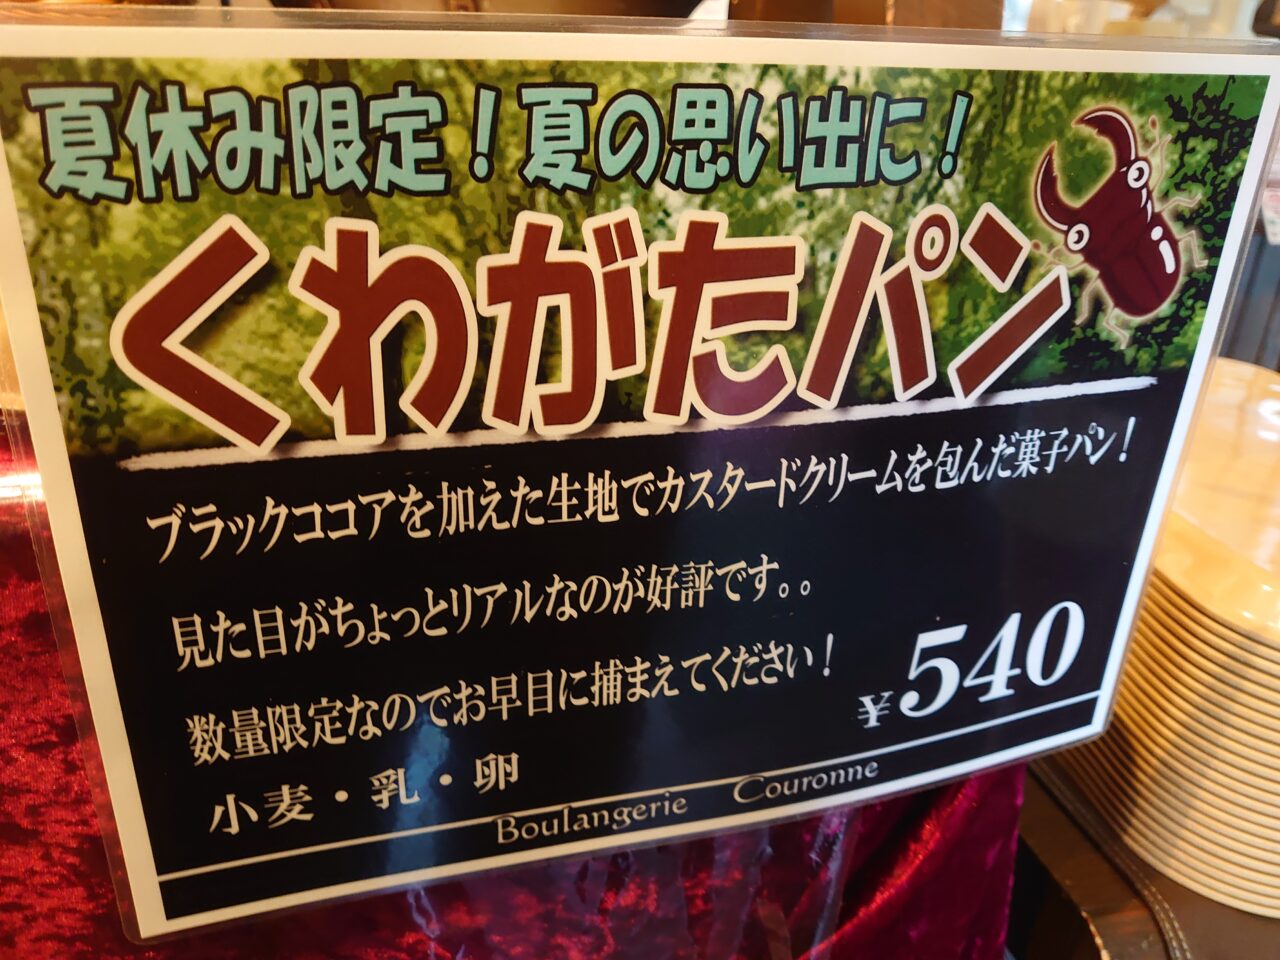 夏休み限定！夏の思い出に！
くわがたパン
ブラックココアを加えた生地でカスタードクリームを包んだ菓子パン！
見た目がちょっとリアルなのが好評です。。
数量限定なのでお早目に捕まえてください！
¥540
小麦・乳・卵
Boulangerie Couronne